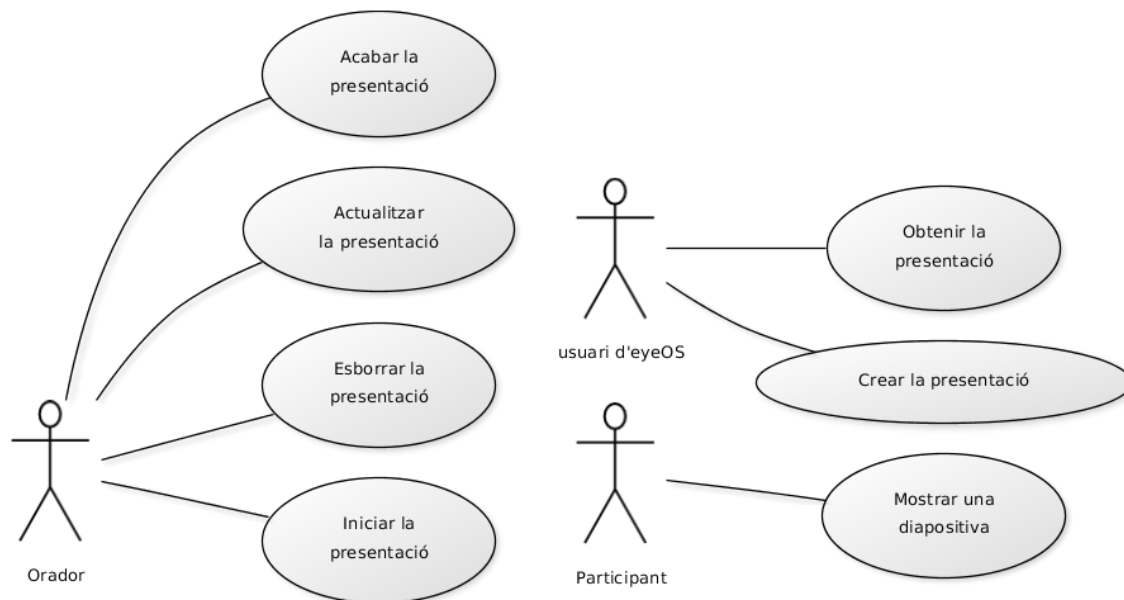 Acabar la
presentació
Actualitzar
la presentació
Esborrar la
presentació
Iniciar la
presentació
Orador
usuari d'eyeOS
Obtenir la
presentació
Crear la presentació
Participant
Mostrar una
diapositiva